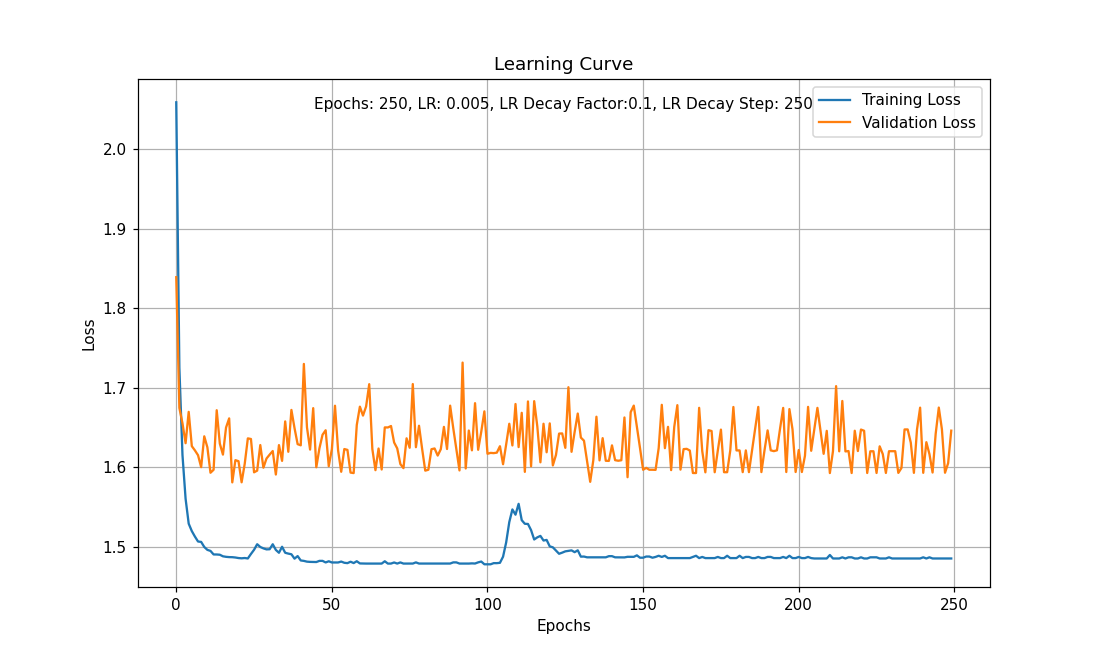 Learning Curve
Epochs: 250, LR: 0.005, LR Decay Factor:0.1, LR Decay Step: 250
Training Loss
Validation Loss
Loss
2.0
1.9
1.8
1.7
1.6
1.5
0 50 100 150 200 250
Epochs